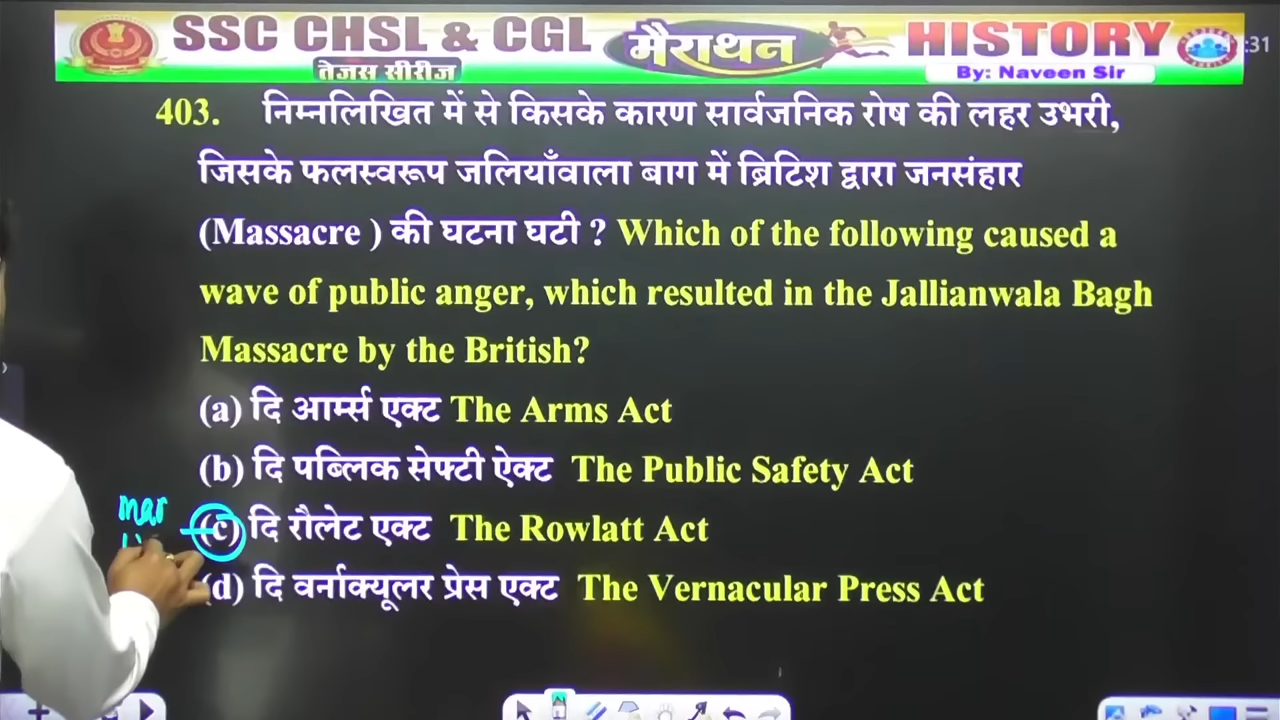 SSC CHSL & CGL
तेजस सीरीज
मैराथन
HISTORY
By: Naveen Sir
:31
403. निम्नलिखित में से किसके कारण सार्वजनिक रोष की लहर उभरी,
जिसके फलस्वरूप जलियाँवाला बाग में ब्रिटिश द्वारा जनसंहार
(Massacre ) की घटना घटी ? Which of the following caused a
wave of public anger, which resulted in the Jallianwala Bagh
Massacre by the British?
(a) दि आर्म्स एक्ट The Arms Act
(b) दि पब्लिक सेफ्टी ऐक्ट The Public Safety Act
mar
(c) दि रौलेट एक्ट The Rowlatt Act
(d) दि वर्नाक्यूलर प्रेस एक्ट The Vernacular Press Act